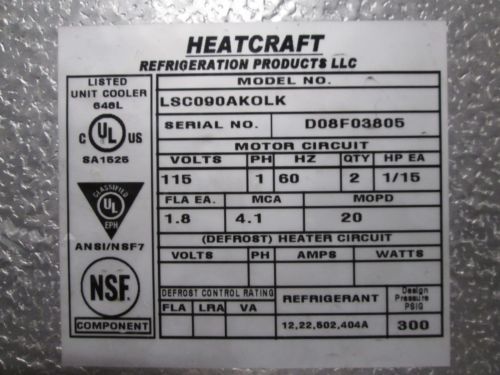 HEATCRAFT
REFRIGERATION PRODUCTS LLC
LISTED
UNIT COOLER
646L
C UL US
SA1525
CLASSIFIED
UL
EPH
ANSI/NSF7
NSF
COMPONENT
MODEL NO.
LSC090AKOLK
SERIAL NO. D08F03805
MOTOR CIRCUIT
VOLTS PH HZ QTY HP EA
115 1 60 2 1/15
FLA EA. MCA MOPD
1.8 4.1 20
(DEFROST) HEATER CIRCUIT
VOLTS PH AMPS WATTS
DEFROST CONTROL RATING
FLA LRA VA
REFRIGERANT
12,22,502,404A
Design
Pressure
PSIG
300